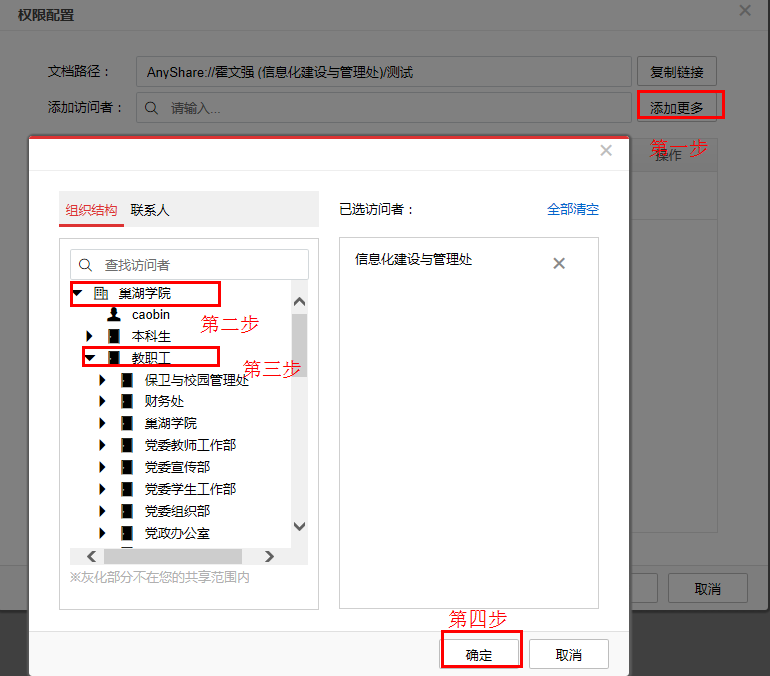 权限配置
文档路径： AnyShare://霍文强 (信息化建设与管理处)/测试 复制链接
添加访问者： 请输入... 添加更多
第一步
操作
组织结构 联系人 已选访问者： 全部清空
查找访问者
信息化建设与管理处
巢湖学院
caobin
第二步
本科生
教职工
第三步
保卫与校园管理处
财务处
巢湖学院
党委教师工作部
党委宣传部
党委学生工作部
党委组织部
党政办公室
※灰化部分不在您的共享范围内
取消
第四步
确定 取消